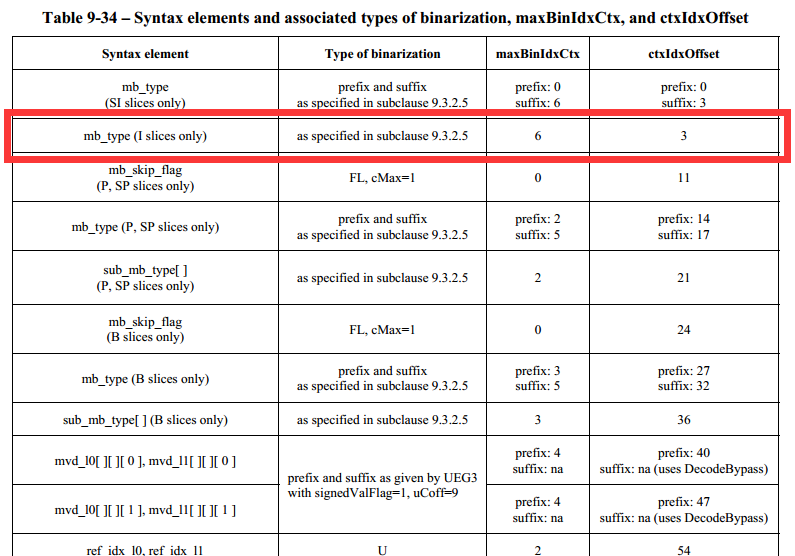 Table 9-34 – Syntax elements and associated types of binarization, maxBinIdxCtx, and ctxIdxOffset
Syntax element Type of binarization maxBinIdxCtx ctxIdxOffset
mb_type
(SI slices only)
prefix and suffix
as specified in subclause 9.3.2.5
prefix: 0
suffix: 6
prefix: 0
suffix: 3
mb_type (I slices only) as specified in subclause 9.3.2.5 6 3
mb_skip_flag
(P, SP slices only)
FL, cMax=1 0 11
mb_type (P, SP slices only)
prefix and suffix
as specified in subclause 9.3.2.5
prefix: 2
suffix: 5
prefix: 14
suffix: 17
sub_mb_type[ ]
(P, SP slices only)
as specified in subclause 9.3.2.5 2 21
mb_skip_flag
(B slices only)
FL, cMax=1 0 24
mb_type (B slices only)
prefix and suffix
as specified in subclause 9.3.2.5
prefix: 3
suffix: 5
prefix: 27
suffix: 32
sub_mb_type[ ] (B slices only) as specified in subclause 9.3.2.5 3 36
mvd_l0[ ][ ][ 0 ], mvd_l1[ ][ ][ 0 ]
prefix and suffix as given by UEG3
with signedValFlag=1, uCoff=9
prefix: 4
suffix: na
prefix: 40
suffix: na (uses DecodeBypass)
mvd_l0[ ][ ][ 1 ], mvd_l1[ ][ ][ 1 ]
prefix: 4
suffix: na
prefix: 47
suffix: na (uses DecodeBypass)
ref_idx_l0, ref_idx_l1 U 2 54